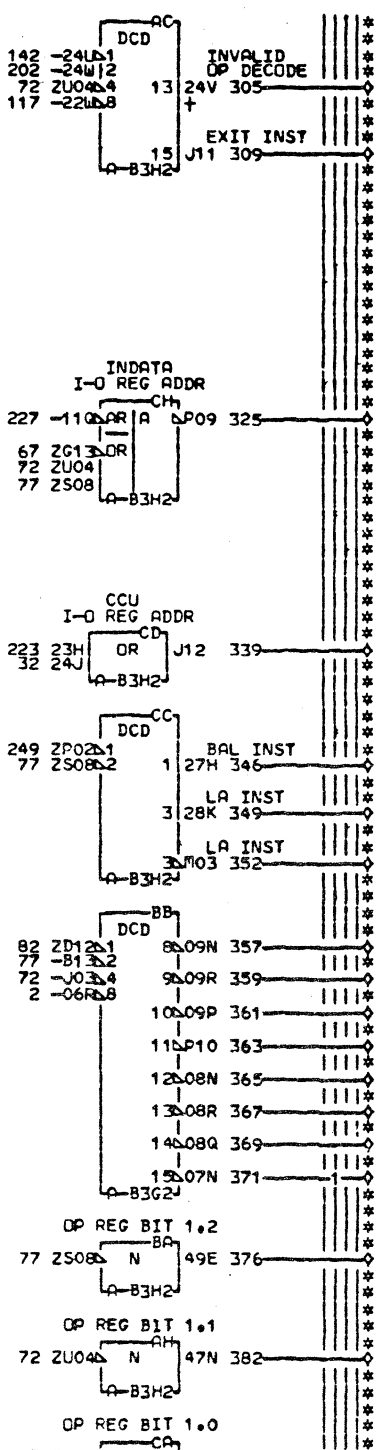 AC
DCD
142 -24U 1 INVALID
202 -24W 2 OP DECODE
72 ZU04 4 13 24V 305
117 -22W 8 +
EXIT INST
15 J11 309
A-B3H2
INDATA
I-O REG ADDR
CH
227 -11Q AR A P09 325
67 ZG13 OR
72 ZU04
77 ZS08
A-B3H2
CCU
I-O REG ADDR
CD
223 23H OR J12 339
32 24J
A-B3H2
CC
DCD
249 ZP02 1 BAL INST
77 ZS08 2 1 27H 346
LA INST
3 28K 349
LA INST
3 M03 352
A-B3H2
BB
DCD
82 ZD12 1 8 09N 357
77 -B13 2
72 -J03 4 9 09R 359
2 -06R 8
10 09P 361
11 P10 363
12 08N 365
13 08R 367
14 08Q 369
15 07N 371 1
A-B3G2
OP REG BIT 1.2
BA
77 ZS08 N 49E 376
A-B3H2
OP REG BIT 1.1
AH
72 ZU04 N 47N 382
A-B3H2
OP REG BIT 1.0
CA